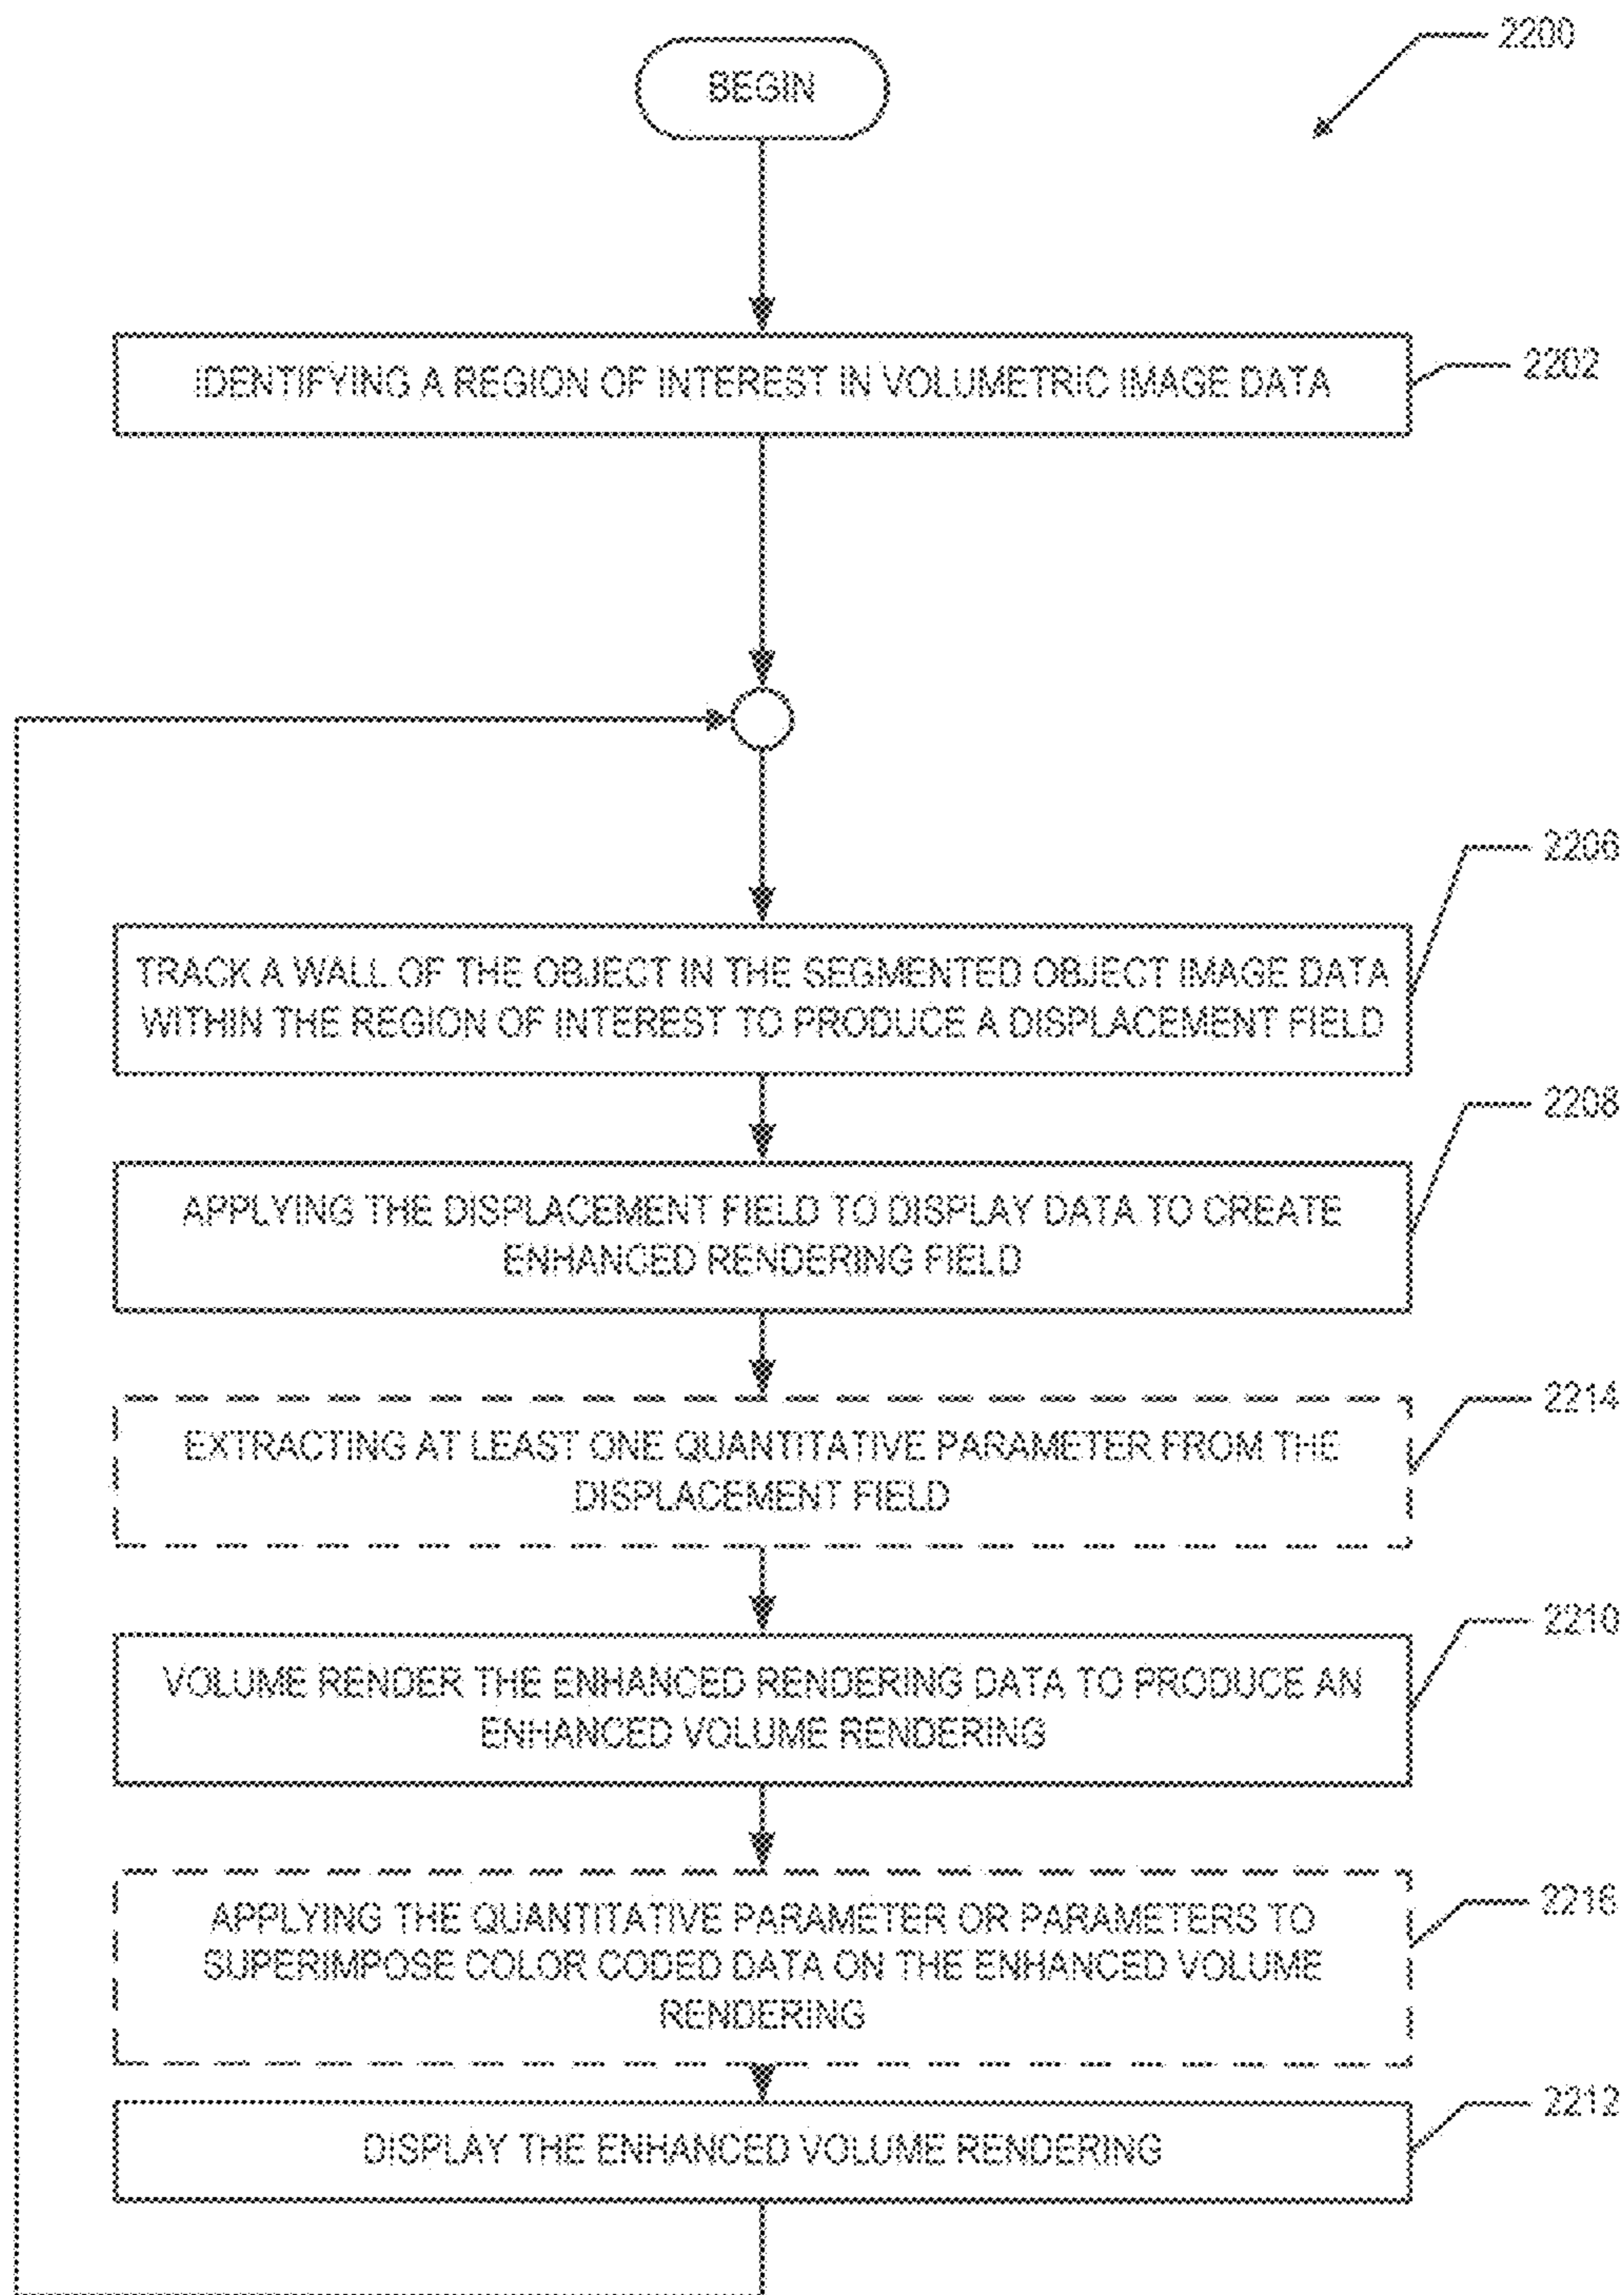 2200
BEGIN
IDENTIFYING A REGION OF INTEREST IN VOLUMETRIC IMAGE DATA
2202
2206
TRACK A WALL OF THE OBJECT IN THE SEGMENTED OBJECT IMAGE DATA
WITHIN THE REGION OF INTEREST TO PRODUCE A DISPLACEMENT FIELD
2208
APPLYING THE DISPLACEMENT FIELD TO DISPLAY DATA TO CREATE
ENHANCED RENDERING FIELD
2214
EXTRACTING AT LEAST ONE QUANTITATIVE PARAMETER FROM THE
DISPLACEMENT FIELD
2210
VOLUME RENDER THE ENHANCED RENDERING DATA TO PRODUCE AN
ENHANCED VOLUME RENDERING
2216
APPLYING THE QUANTITATIVE PARAMETER OR PARAMETERS TO
SUPERIMPOSE COLOR CODED DATA ON THE ENHANCED VOLUME
RENDERING
2212
DISPLAY THE ENHANCED VOLUME RENDERING